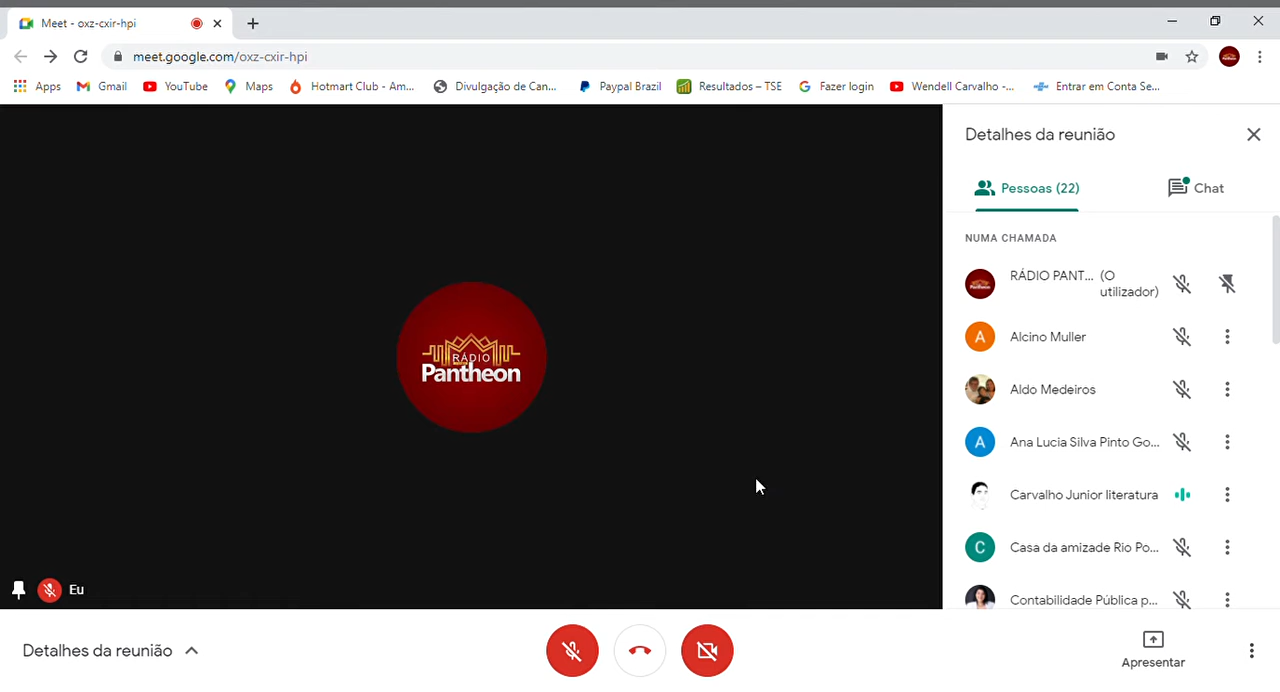 Meet - oxz-cxir-hpi
meet.google.com/oxz-cxir-hpi
Apps Gmail YouTube Maps Hotmart Club - Am... Divulgação de Can... Paypal Brazil Resultados – TSE Fazer login Wendell Carvalho -... Entrar em Conta Se...
Detalhes da reunião
Pessoas (22) Chat
NUMA CHAMADA
RÁDIO PANT... (O
utilizador)
A Alcino Muller
Aldo Medeiros
A Ana Lucia Silva Pinto Go...
Carvalho Junior literatura
C Casa da amizade Rio Po...
Contabilidade Pública p...
RÁDIO
Pantheon
Eu
Detalhes da reunião
Apresentar